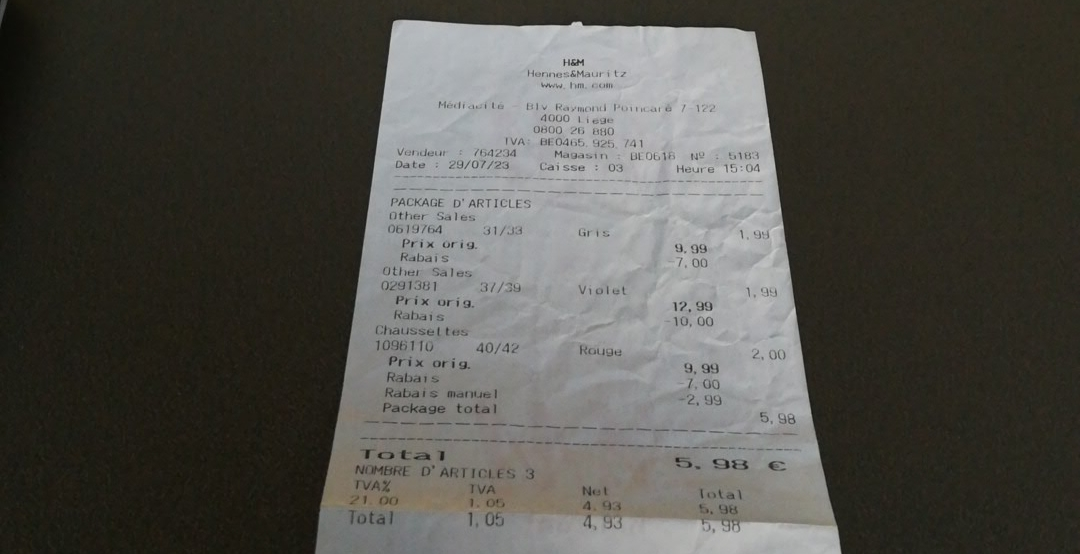 H&M
Hennes&Mauritz
www.hm.com
Médiacité - Blv Raymond Poincaré 7-122
4000 Liege
0800 26 880
TVA: BE0465.925.741
Vendeur : 764234 Magasin : BE0618 Nº : 5183
Date : 29/07/23 Caisse : 03 Heure 15:04
PACKAGE D'ARTICLES
Other Sales
0619764 31/33 Gris 1,99
Prix orig. 9,99
Rabais -7,00
Other Sales
0291381 37/39 Violet 1,99
Prix orig. 12,99
Rabais -10,00
Chaussettes
1096110 40/42 Rouge 2,00
Prix orig. 9,99
Rabais -7,00
Rabais manuel -2,99
Package total 5,98
Total 5.98 €
NOMBRE D'ARTICLES 3
TVA% TVA Net Total
21.00 1.05 4.93 5,98
Total 1,05 4,93 5,98